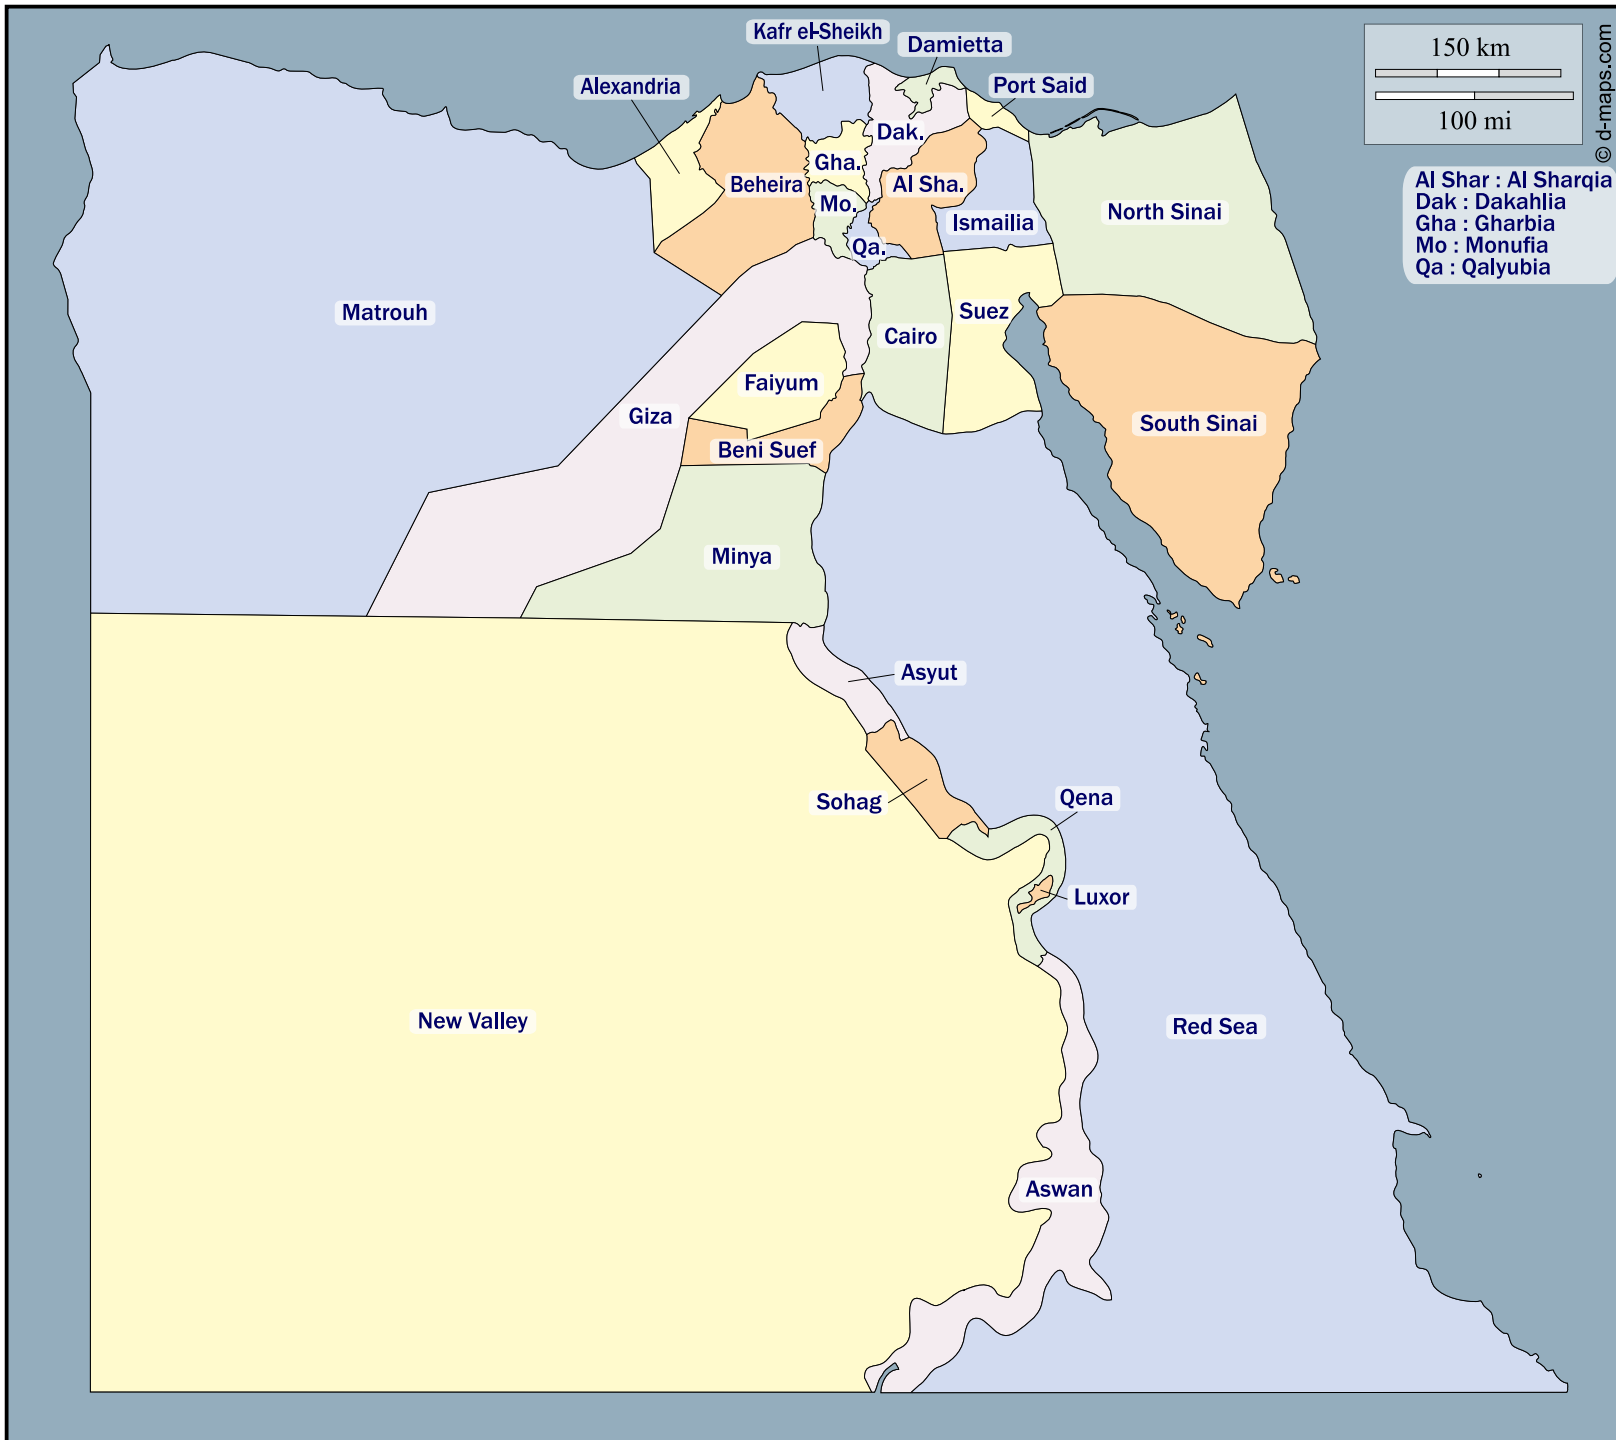 Kafr el-Sheikh
Damietta
Alexandria
Port Said
150 km
100 mi
© d-maps.com
Dak.
Gha.
Beheira
Al Sha.
Mo.
Ismailia
North Sinai
Qa.
Al Shar : Al Sharqia
Dak : Dakahlia
Gha : Gharbia
Mo : Monufia
Qa : Qalyubia
Matrouh
Suez
Cairo
Faiyum
Giza
South Sinai
Beni Suef
Minya
Asyut
Sohag
Qena
Luxor
New Valley
Red Sea
Aswan